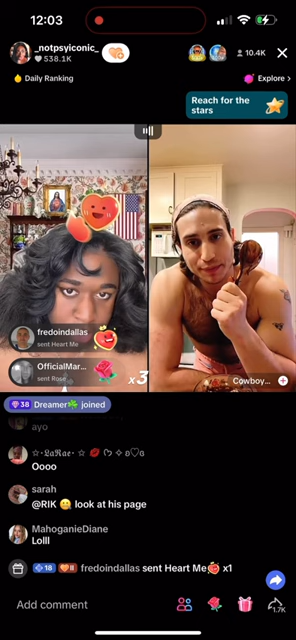 12:03
_notpsyiconic_
538.1K
10.4K
Daily Ranking
Explore >
Reach for the
stars
fredoindallas
sent Heart Me
OfficialMar...
sent Rose
x3
Cowboy...
38 Dreamer☘️ joined
ayo
sarah
Oooo
@RIK 😀 look at his page
MahoganieDiane
Lolll
18 II fredoindallas sent Heart Me x1
Add comment
1.7K